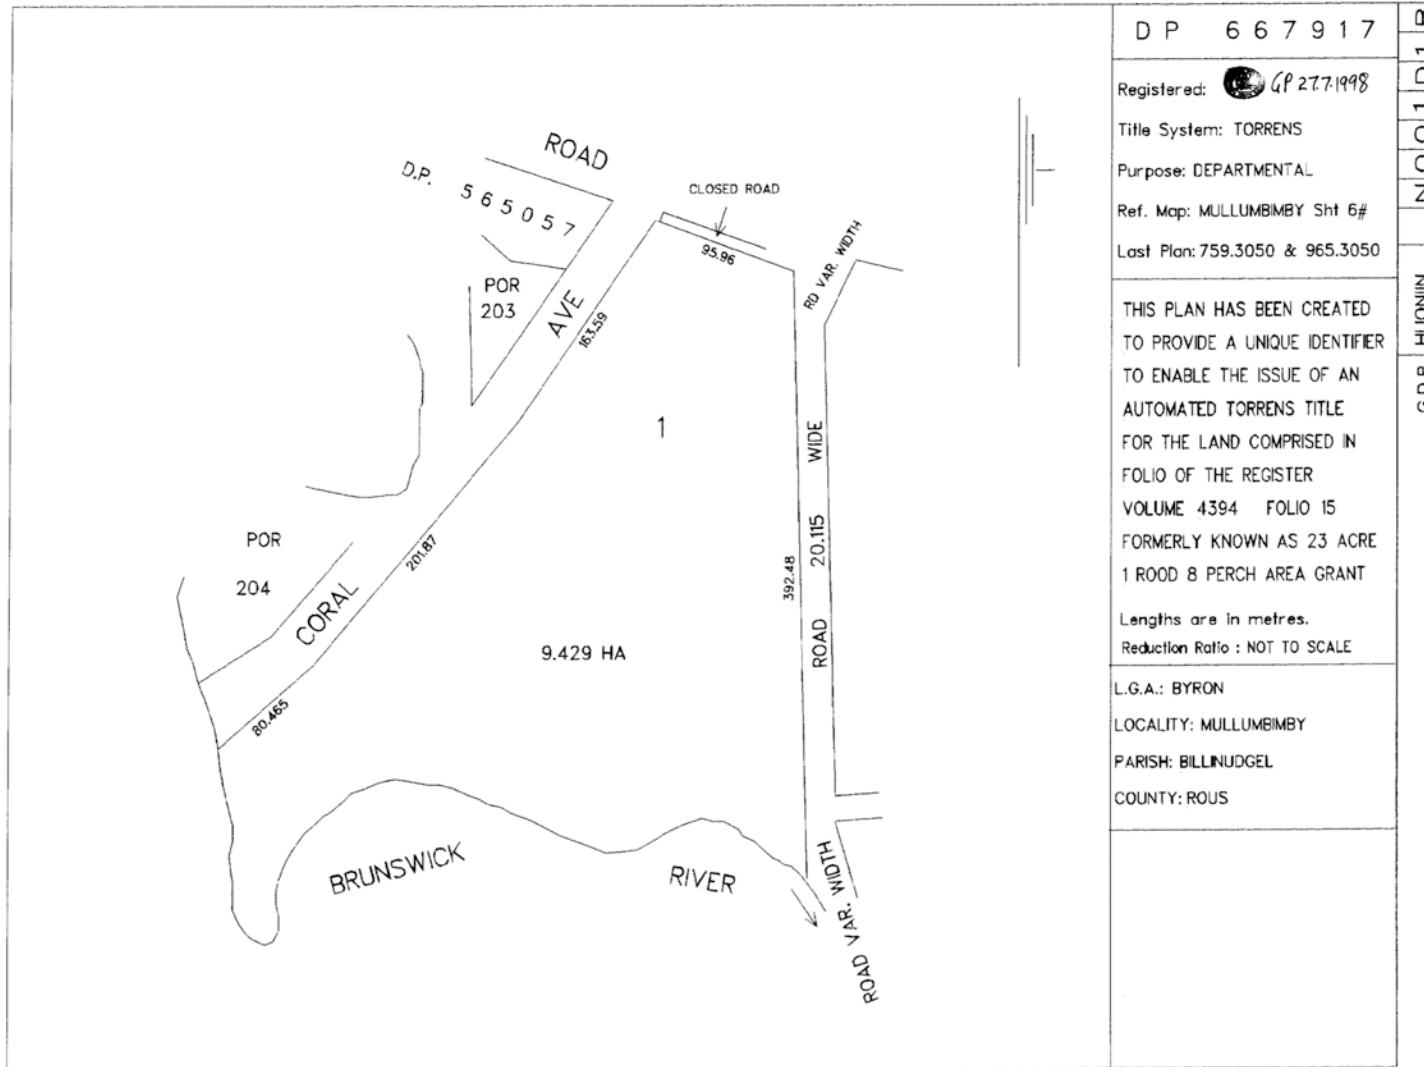 DP 667917
Registered: GP 27.7.1998
Title System: TORRENS
Purpose: DEPARTMENTAL
Ref. Map: MULLUMBIMBY Sht 6#
Last Plan: 759.3050 & 965.3050
THIS PLAN HAS BEEN CREATED
TO PROVIDE A UNIQUE IDENTIFIER
TO ENABLE THE ISSUE OF AN
AUTOMATED TORRENS TITLE
FOR THE LAND COMPRISED IN
FOLIO OF THE REGISTER
VOLUME 4394 FOLIO 15
FORMERLY KNOWN AS 23 ACRE
1 ROOD 8 PERCH AREA GRANT
Lengths are in metres.
Reduction Ratio : NOT TO SCALE
L.G.A.: BYRON
LOCALITY: MULLUMBIMBY
PARISH: BILLINUDGEL
COUNTY: ROUS
ROAD
D.P. 565057
CLOSED ROAD
95.96
RD VAR. WIDTH
POR
203
AVE
163.59
1
ROAD 20.115 WIDE
392.48
POR
204
CORAL
201.87
9.429 HA
80.465
BRUNSWICK RIVER
ROAD VAR. WIDTH